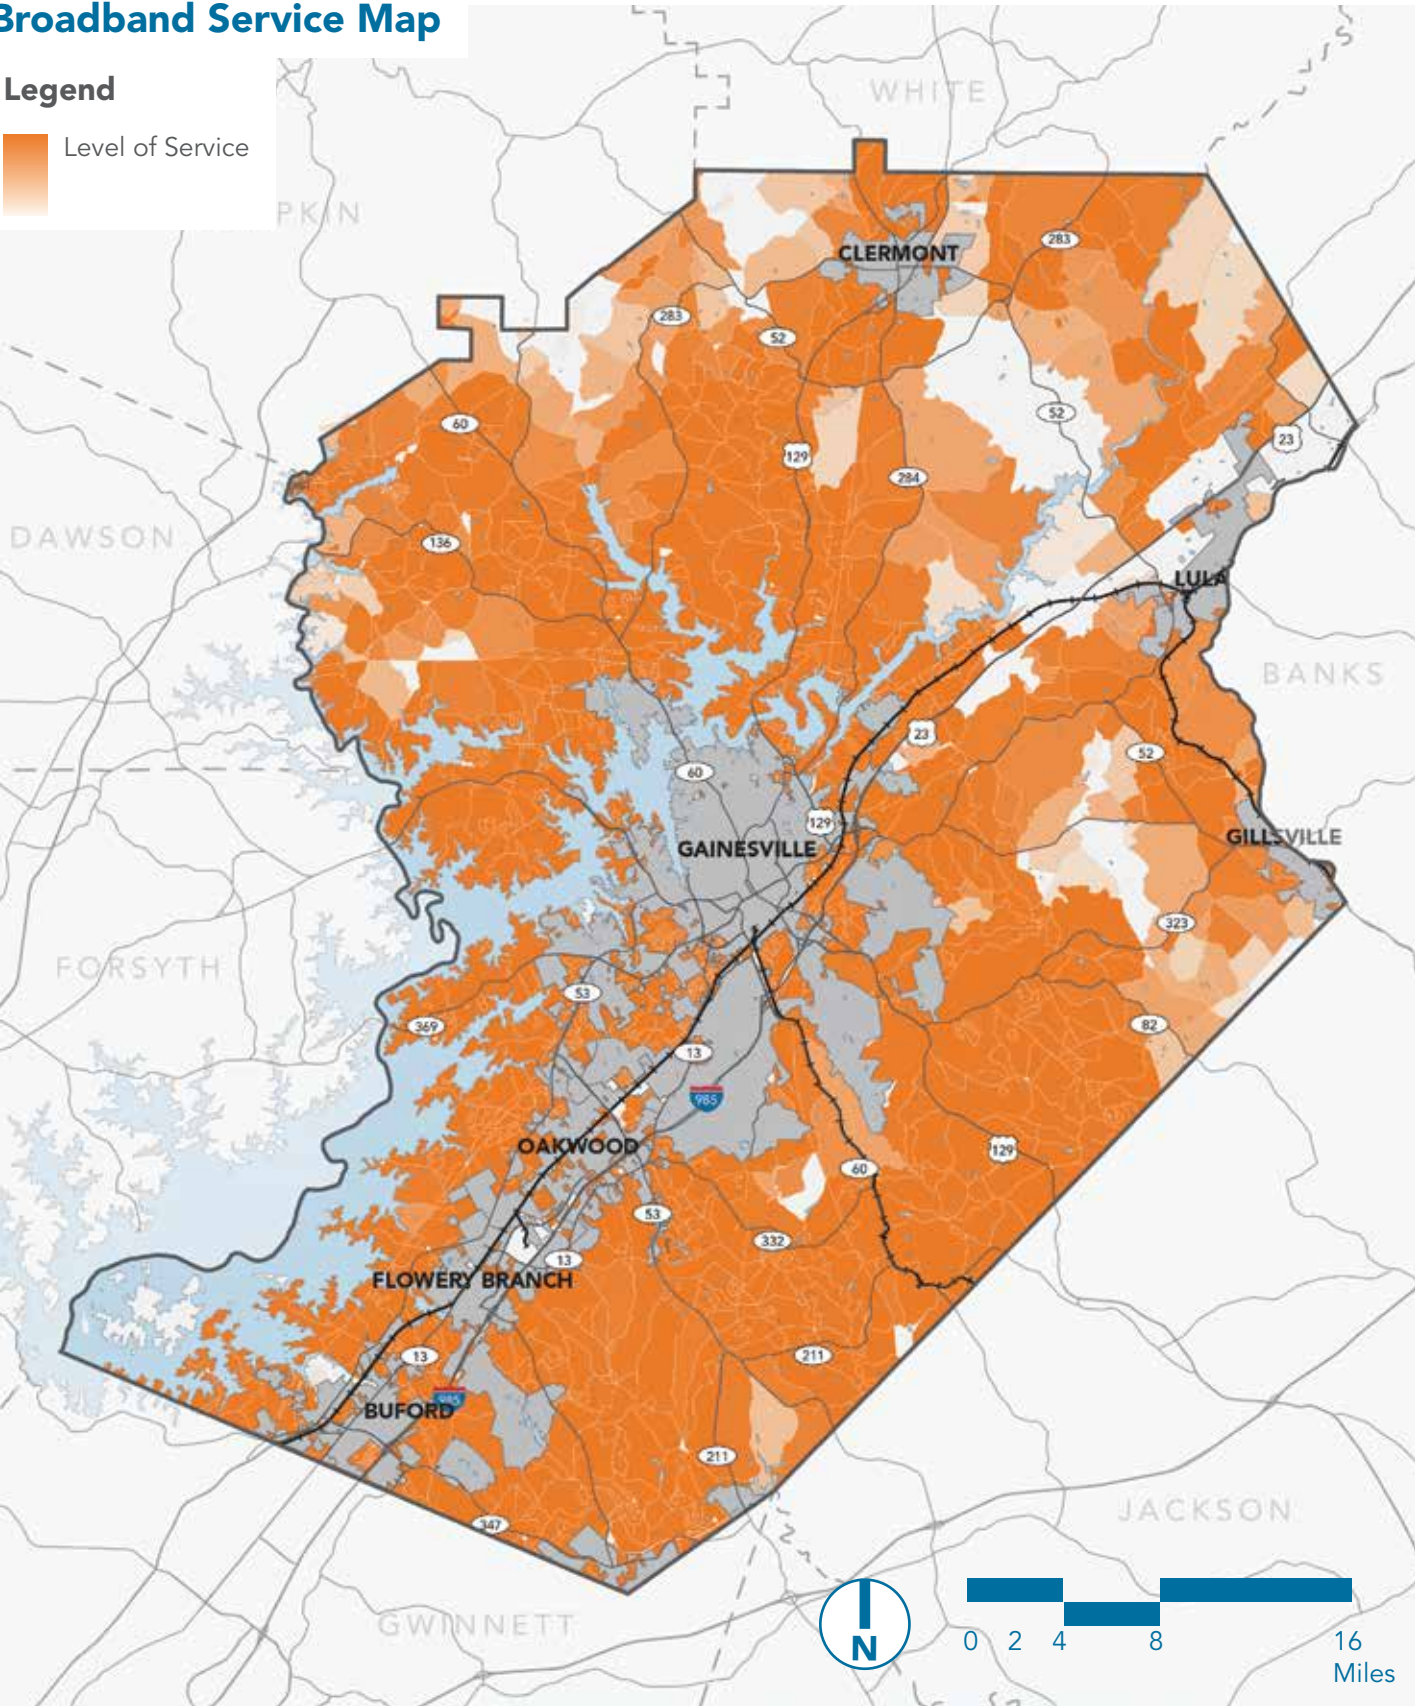 Broadband Service Map
Legend
Level of Service
WHITE
PKIN
CLERMONT
283
283
52
60
52
129
23
284
DAWSON
136
LULA
BANKS
23
52
60
129
GILLSVILLE
GAINESVILLE
323
FORSYTH
53
369
82
13
985
OAKWOOD
129
60
53
332
13
FLOWERY BRANCH
13
211
985
BUFORD
211
JACKSON
347
GWINNETT
N
0 2 4 8 16
Miles